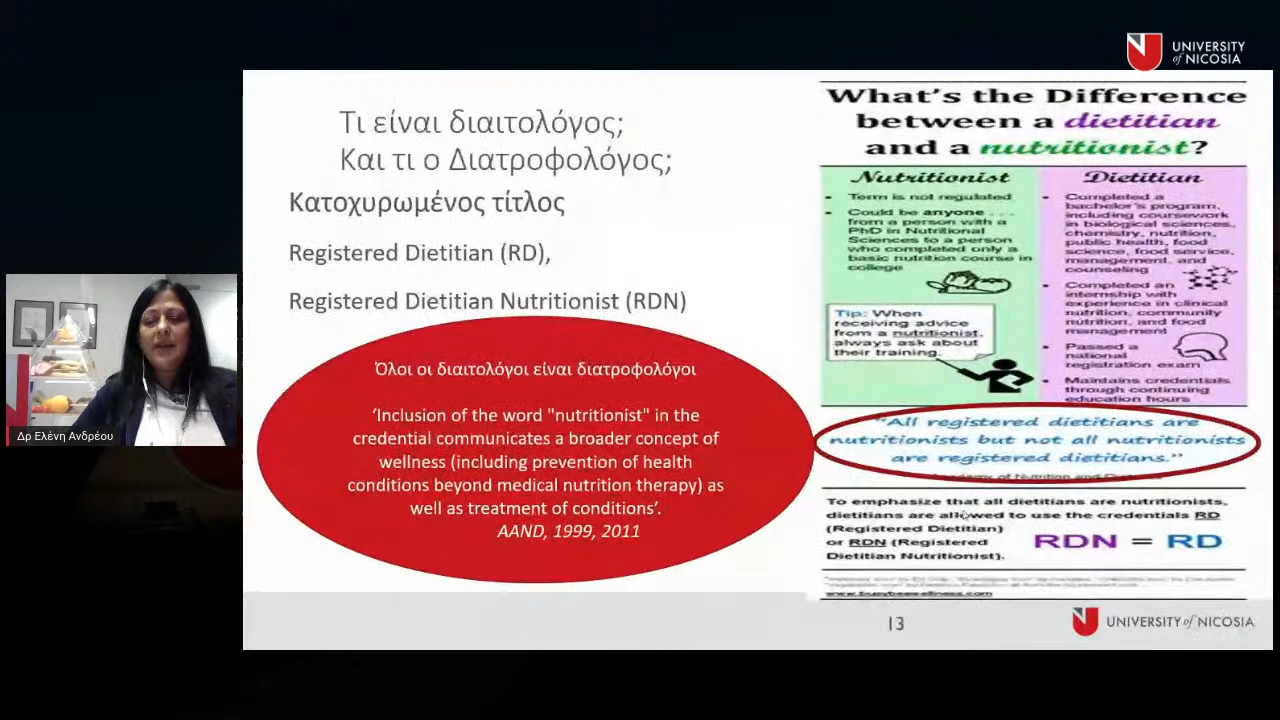 UNIVERSITY
of NICOSIA
Τι είναι διαιτολόγος;
Και τι ο Διατροφολόγος;
Κατοχυρωμένος τίτλος
Registered Dietitian (RD),
Registered Dietitian Nutritionist (RDN)
Όλοι οι διαιτολόγοι είναι διατροφολόγοι
‘Inclusion of the word "nutritionist" in the
credential communicates a broader concept of
wellness (including prevention of health
conditions beyond medical nutrition therapy) as
well as treatment of conditions’.
AAND, 1999, 2011
What's the Difference
between a dietitian
and a nutritionist?
Nutritionist
• Term is not regulated
• Could be anyone . . .
from a person with a
PhD in Nutritional
Sciences to a person
who completed only a
basic nutrition course in
college
Tip: When
receiving advice
from a nutritionist,
always ask about
their training.
Dietitian
• Completed a
bachelor's program,
including coursework
in biological sciences,
chemistry, nutrition,
public health, food
science, food service,
management, and
counseling
• Completed an
internship with
experience in clinical
nutrition, community
nutrition, and food
management
• Passed a
national
registration exam
• Maintains credentials
through continuing
education hours
"All registered dietitians are
nutritionists but not all nutritionists
are registered dietitians."
of Nutrition and
To emphasize that all dietitians are nutritionists,
dietitians are allowed to use the credentials RD
(Registered Dietitian)
or RDN (Registered
Dietitian Nutritionist).
RDN = RD
www.busybeewellness.com
13
UNIVERSITY of NICOSIA
Δρ Ελένη Ανδρέου